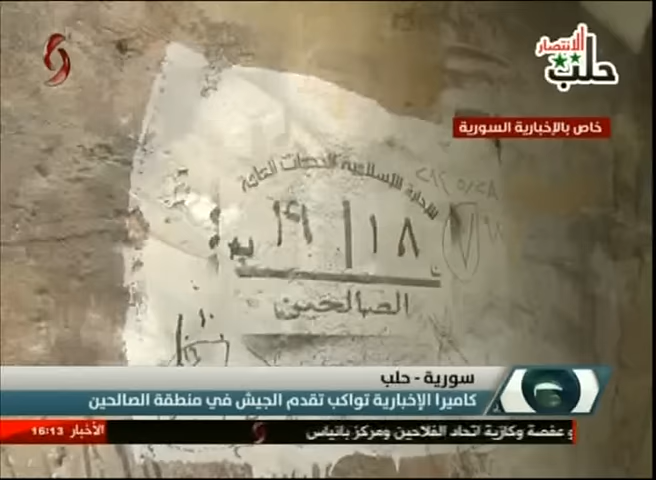 حلب
الانتصار
خاص بالإخبارية السورية
الإدارة الإسلامية للخدمات العامة
١٨
الصالحين
سورية - حلب
كاميرا الإخبارية تواكب تقدم الجيش في منطقة الصالحين
و عفصة وكازية اتحاد الفلاحين ومركز بانياس
الأخبار 16:13